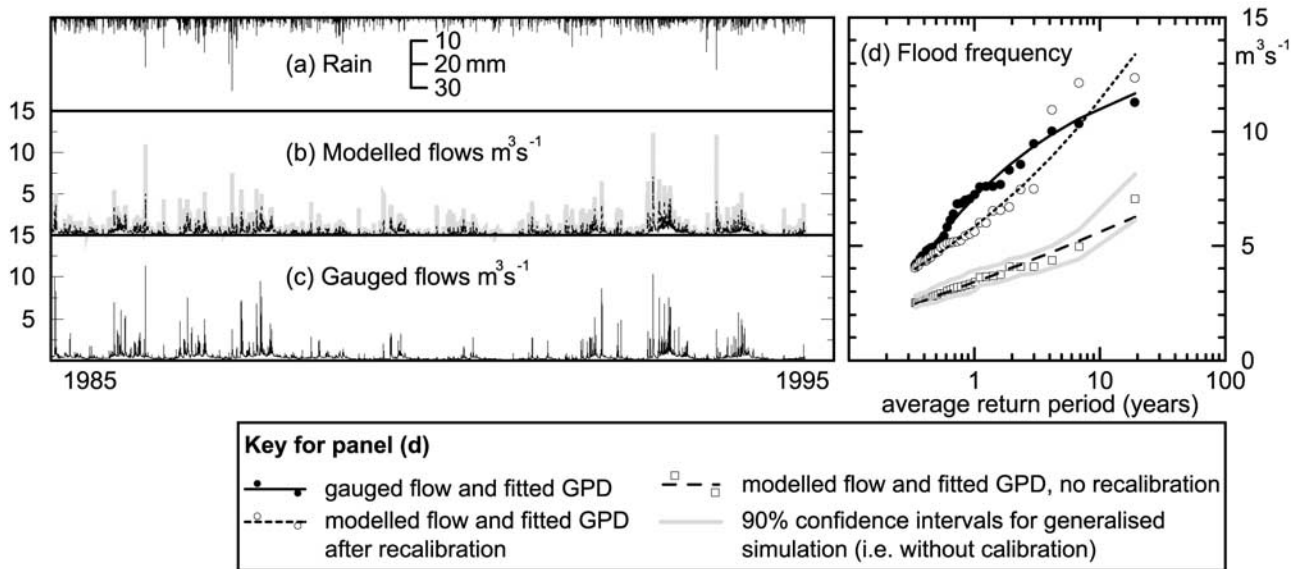 (a) Rain
10
20 mm
30
15
10
5
(b) Modelled flows m³s⁻¹
15
10
5
(c) Gauged flows m³s⁻¹
1985
1995
(d) Flood frequency
15
m³s⁻¹
10
5
0
1
10
100
average return period (years)
Key for panel (d)
gauged flow and fitted GPD
modelled flow and fitted GPD
after recalibration
modelled flow and fitted GPD, no recalibration
90% confidence intervals for generalised
simulation (i.e. without calibration)